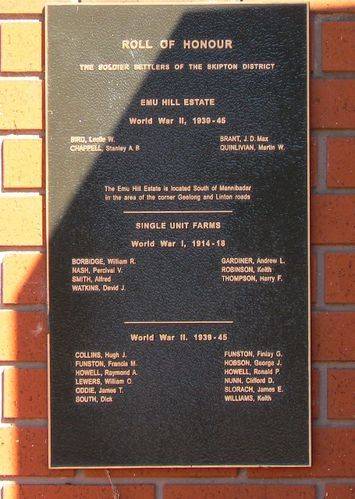 ROLL OF HONOUR
THE SOLDIER SETTLERS OF THE SKIPTON DISTRICT
EMU HILL ESTATE
World War II, 1939-45
BIRD, Leslie W. BRANT, J.D. Max
CHAPPELL, Stanley A. B QUINLIVIAN, Martin W.
The Emu Hill Estate is located South of Mannibadar
in the area of the corner Geelong and Linton roads
SINGLE UNIT FARMS
World War I, 1914-18
BORBIDGE, William R. GARDINER, Andrew L.
NASH, Percival V. ROBINSON, Keith
SMITH, Alfred THOMPSON, Harry F.
WATKINS, David J.
World War II. 1939-45
COLLINS, Hugh J. FUNSTON, Finlay G.
FUNSTON, Francis M. HOBSON, George J.
HOWELL, Raymond A. HOWELL, Ronald P.
LEWERS, William O. NUNN, Clifford D.
ODDIE, James T. SLORACH, James E.
SOUTH, Dick WILLIAMS, Keith